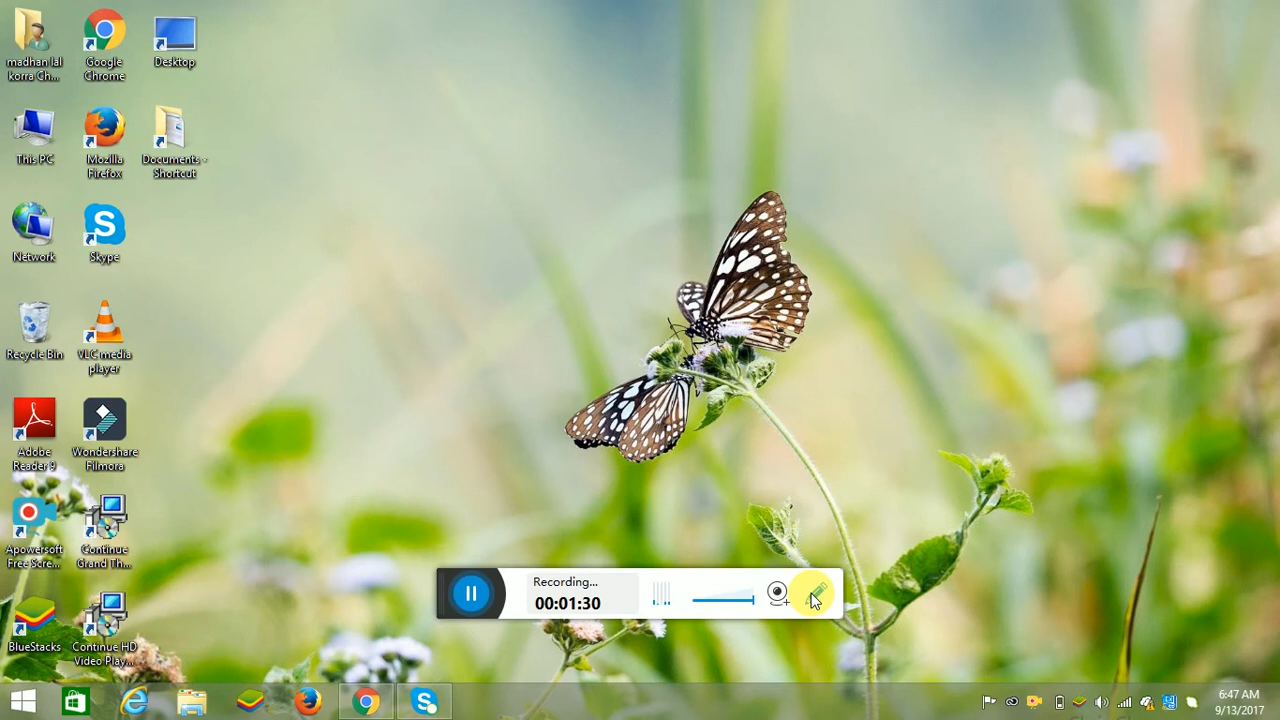 madhan lal
korra Ch...
Google
Chrome
Desktop
This PC
Mozilla
Firefox
Documents -
Shortcut
Network
Skype
Recycle Bin
VLC media
player
Adobe
Reader 9
Wondershare
Filmora
Apowersoft
Free Scre...
Continue
Grand Th...
BlueStacks
Continue HD
Video Play...
Recording...
00:01:30
6:47 AM
9/13/2017